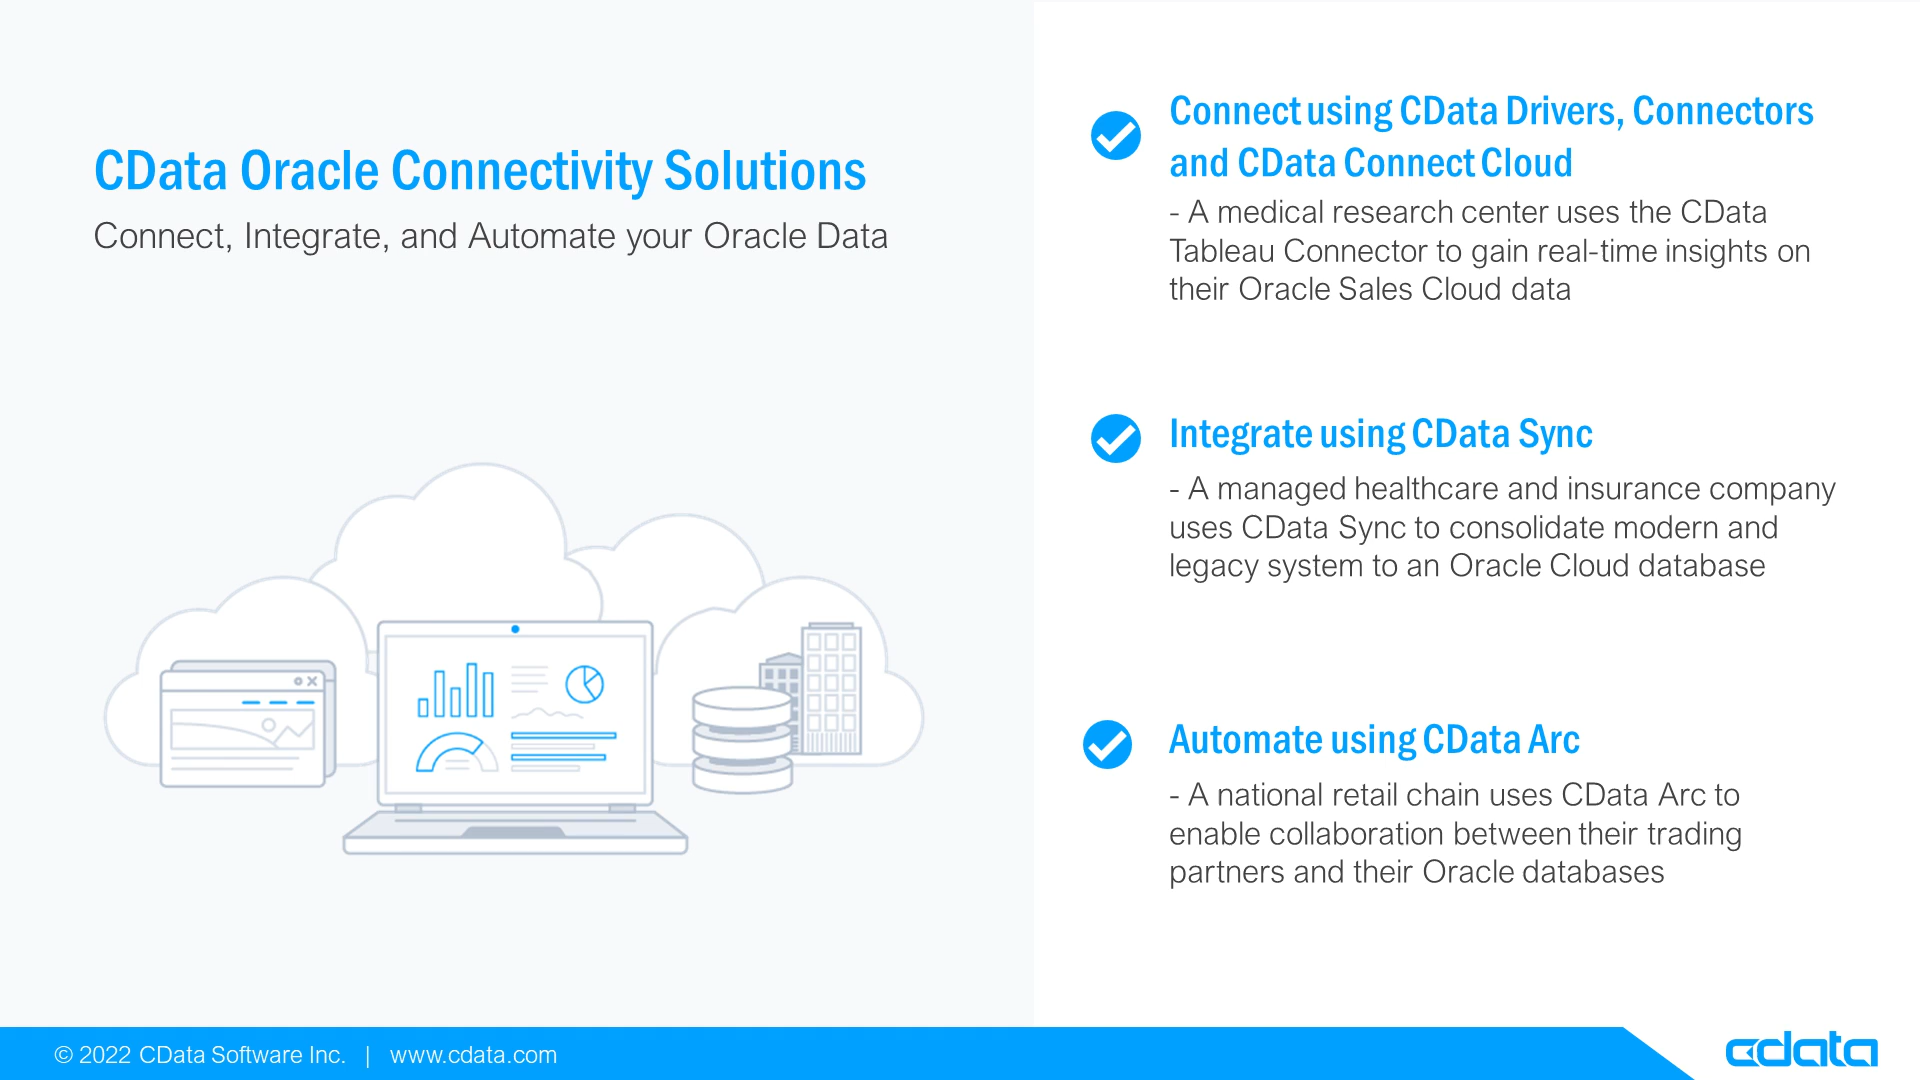 CData Oracle Connectivity Solutions
Connect, Integrate, and Automate your Oracle Data
Connect using CData Drivers, Connectors
and CData Connect Cloud
- A medical research center uses the CData
Tableau Connector to gain real-time insights on
their Oracle Sales Cloud data
Integrate using CData Sync
- A managed healthcare and insurance company
uses CData Sync to consolidate modern and
legacy system to an Oracle Cloud database
Automate using CData Arc
- A national retail chain uses CData Arc to
enable collaboration between their trading
partners and their Oracle databases
© 2022 CData Software Inc. | www.cdata.com
cdata